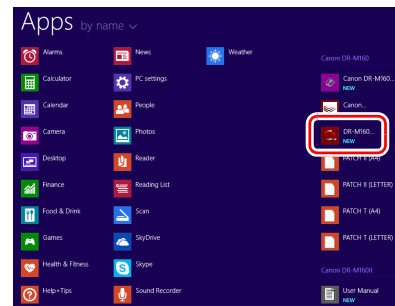 Apps by name
Alarms
Calculator
Calendar
Camera
Desktop
Finance
Food & Drink
Games
Health & Fitness
Help+Tips
News
PC settings
People
Photos
Reader
Reading List
Scan
SkyDrive
Skype
Sound Recorder
Weather
Canon DR-M160
Canon DR-M160...
NEW
Canon...
DR-M160...
NEW
PATCH II (A4)
PATCH II (LETTER)
PATCH T (A4)
PATCH T (LETTER)
Canon DR-M160II
User Manual
NEW